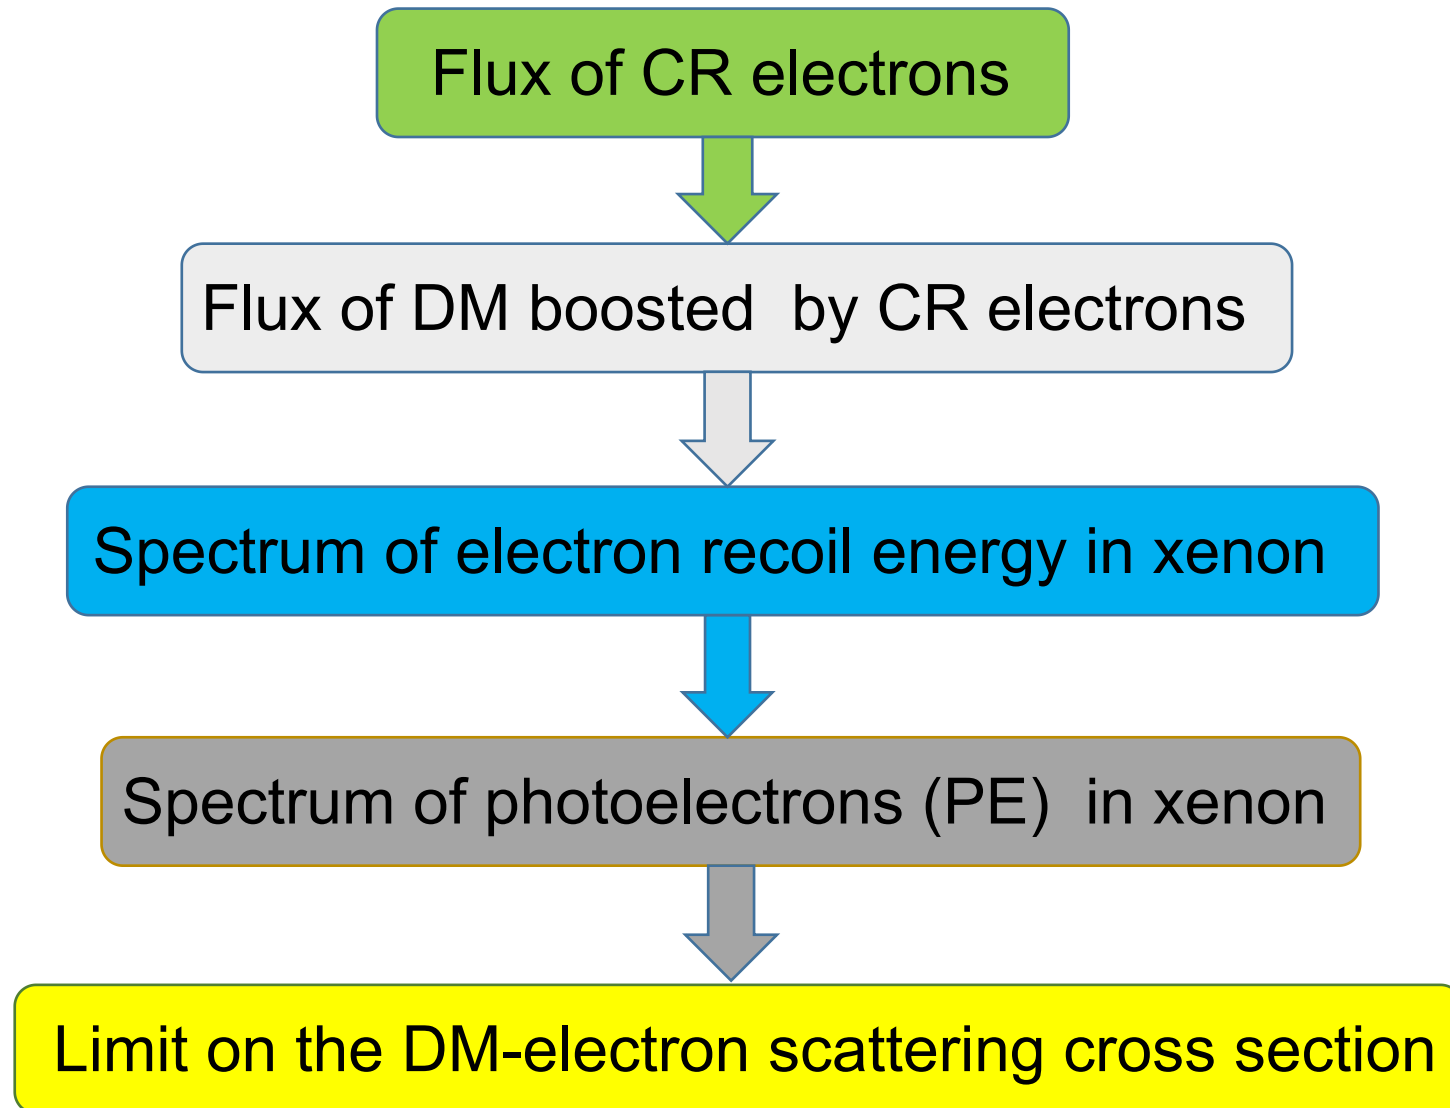 Flux of CR electrons
Flux of DM boosted by CR electrons
Spectrum of electron recoil energy in xenon
Spectrum of photoelectrons (PE) in xenon
Limit on the DM-electron scattering cross section